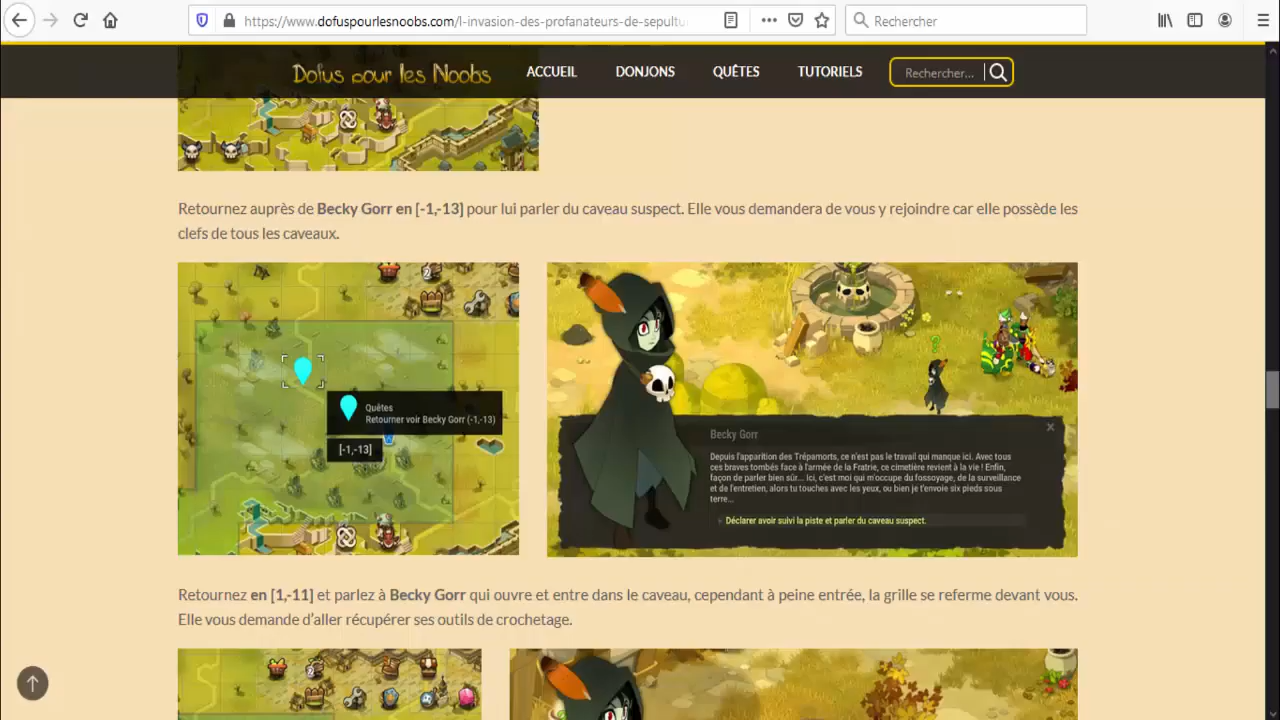 https://www.dofuspourlesnoobs.com/l-invasion-des-profanateurs-de-sepultu
Rechercher
Dofus pour les Noobs
ACCUEIL
DONJONS
QUÊTES
TUTORIELS
Rechercher...
Retournez auprès de Becky Gorr en [-1,-13] pour lui parler du caveau suspect. Elle vous demandera de vous y rejoindre car elle possède les
clefs de tous les caveaux.
2
Quêtes
Retourner voir Becky Gorr (-1,-13)
[-1,-13]
Becky Gorr
Depuis l'apparition des Trépamorts, ce n'est pas le travail qui manque ici. Avec tous
ces braves tombés face à l'armée de la Fratrie, ce cimetière revient à la vie ! Enfin,
façon de parler bien sûr... Ici, c'est moi qui m'occupe du fossoyage, de la surveillance
et de l'entretien, alors tu touches avec les yeux, ou bien je t'envoie six pieds sous
terre...
Déclarer avoir suivi la piste et parler du caveau suspect.
Retournez en [1,-11] et parlez à Becky Gorr qui ouvre et entre dans le caveau, cependant à peine entrée, la grille se referme devant vous.
Elle vous demande d'aller récupérer ses outils de crochetage.
2